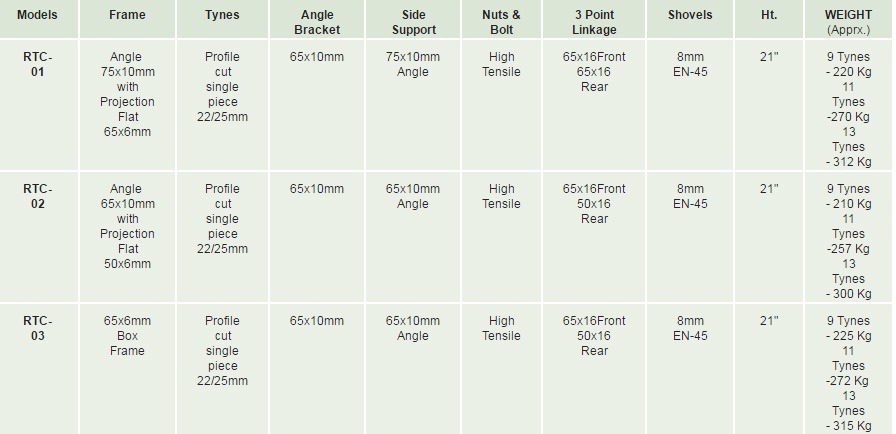 Models Frame Tynes Angle Bracket Side Support Nuts & Bolt 3 Point Linkage Shovels Ht. WEIGHT (Apprx.)
RTC-
01
Angle
75x10mm
with
Projection
Flat
65x6mm
Profile
cut
single
piece
22/25mm
65x10mm
75x10mm
Angle
High
Tensile
65x16Front
65x16
Rear
8mm
EN-45
21"
9 Tynes
- 220 Kg
11
Tynes
-270 Kg
13
Tynes
- 312 Kg
RTC-
02
Angle
65x10mm
with
Projection
Flat
50x6mm
Profile
cut
single
piece
22/25mm
65x10mm
65x10mm
Angle
High
Tensile
65x16Front
50x16
Rear
8mm
EN-45
21"
9 Tynes
- 210 Kg
11
Tynes
-257 Kg
13
Tynes
- 300 Kg
RTC-
03
65x6mm
Box
Frame
Profile
cut
single
piece
22/25mm
65x10mm
65x10mm
Angle
High
Tensile
65x16Front
50x16
Rear
8mm
EN-45
21"
9 Tynes
- 225 Kg
11
Tynes
-272 Kg
13
Tynes
- 315 Kg